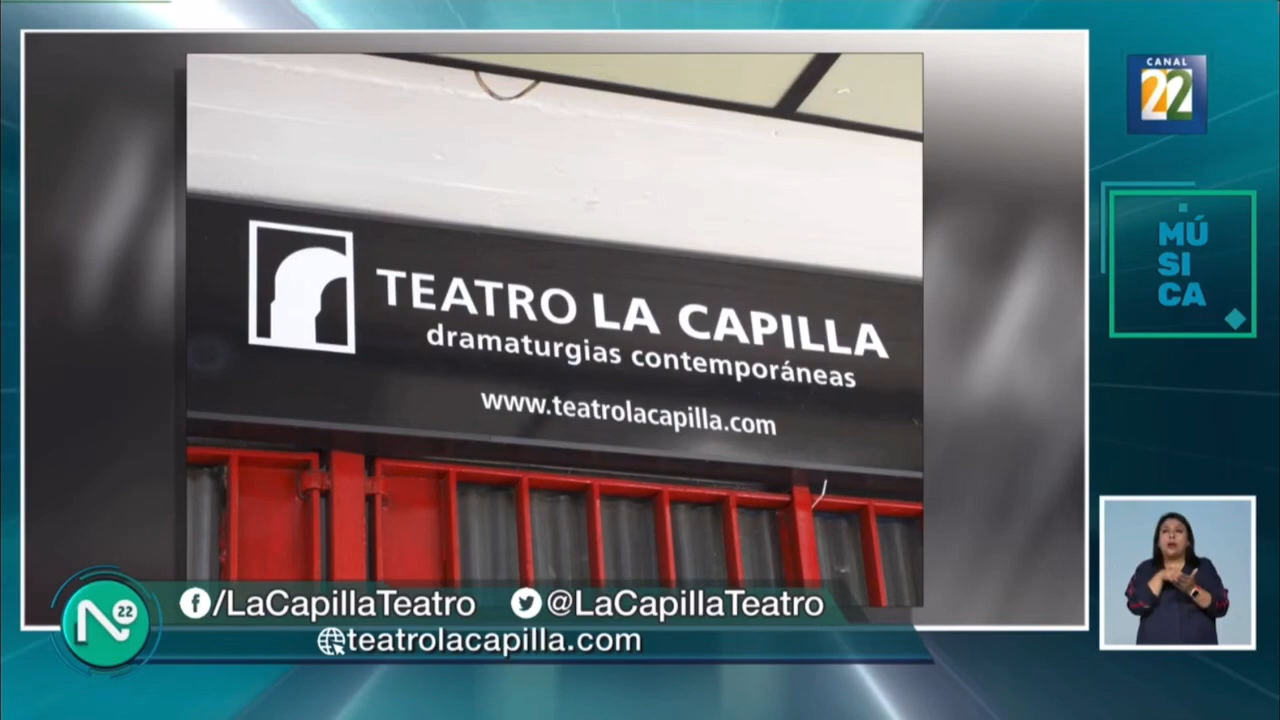 CANAL
22
MÚ
SI
CA
TEATRO LA CAPILLA
dramaturgias contemporáneas
www.teatrolacapilla.com
N 22
/LaCapillaTeatro @LaCapillaTeatro
teatrolacapilla.com